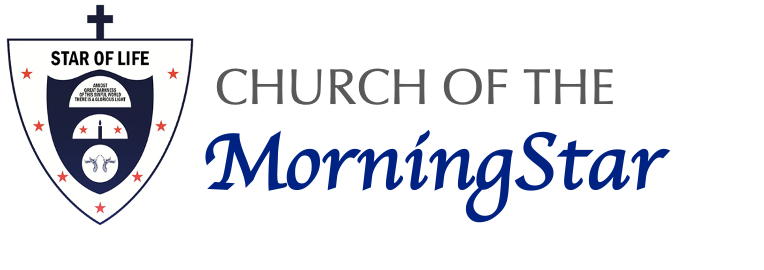 STAR OF LIFE
AMIDST
GREAT DARKNESS
OF THIS SINFUL WORLD
THERE IS A GLORIOUS LIGHT
CHURCH OF THE
MorningStar